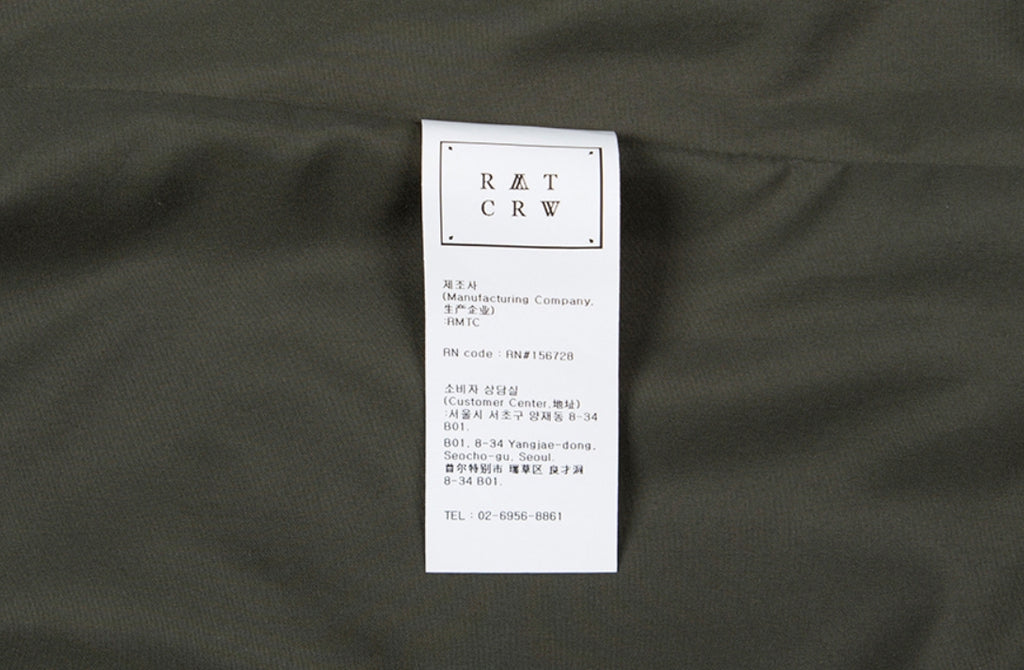 RMT
CRW
제조사
(Manufacturing Company,
生产企业)
:RMTC
RN code : RN#156728
소비자 상담실
(Customer Center,地址)
:서울시 서초구 양재동 8-34
B01.
B01, 8-34 Yangjae-dong,
Seocho-gu, Seoul.
首尔特别市 瑞草区 良才洞
8-34 B01.
TEL : 02-6956-8861